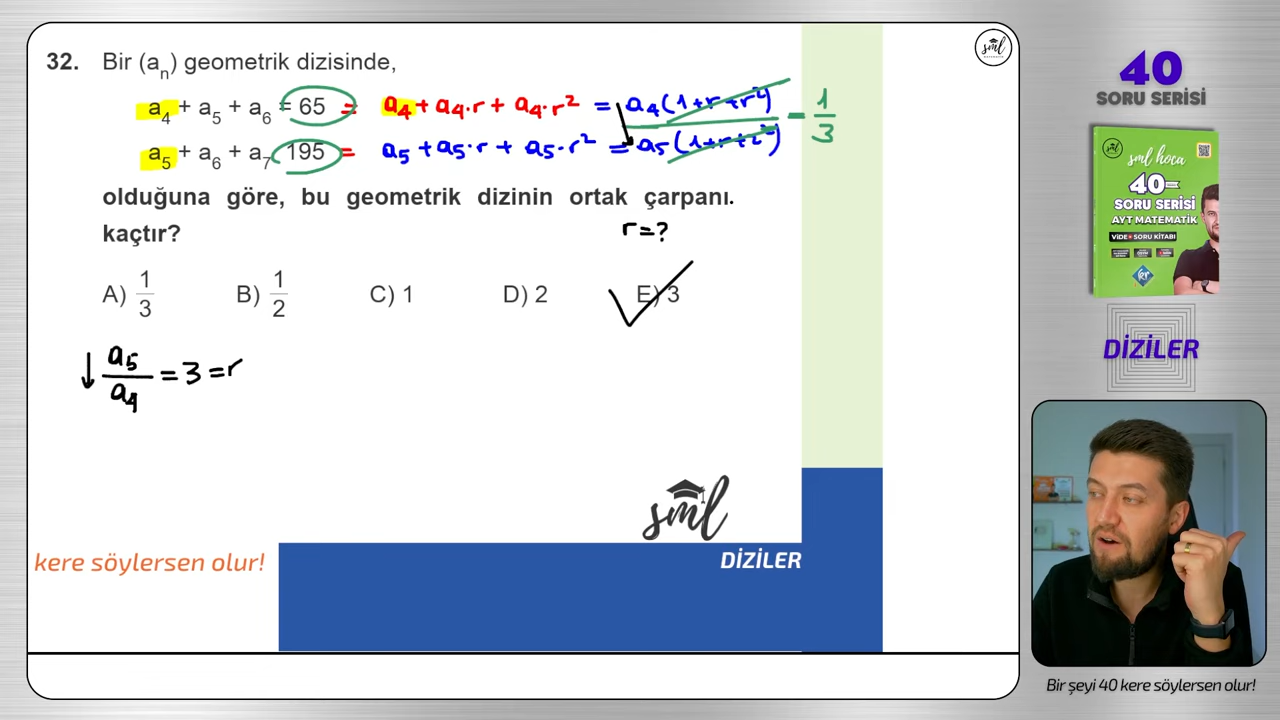 32. Bir (aₙ) geometrik dizisinde,
a₄ + a₅ + a₆ = 65 = a₄ + a₄·r + a₄·r² = a₄(1+r+r²)
a₅ + a₆ + a₇ 195 = a₅ + a₅·r + a₅·r² = a₅(1+r+r²)
= 1/3
olduğuna göre, bu geometrik dizinin ortak çarpanı
kaçtır?
r=?
A) 1/3 B) 1/2 C) 1 D) 2 E) 3
↓ a₅/a₄ = 3 = r
sml
DİZİLER
kere söylersen olur!
sml
40
SORU SERİSİ
sml hoca
40
SORU SERİSİ
AYT MATEMATİK
VİDEO SORU KİTABI
kr
DİZİLER
Bir şeyi 40 kere söylersen olur!